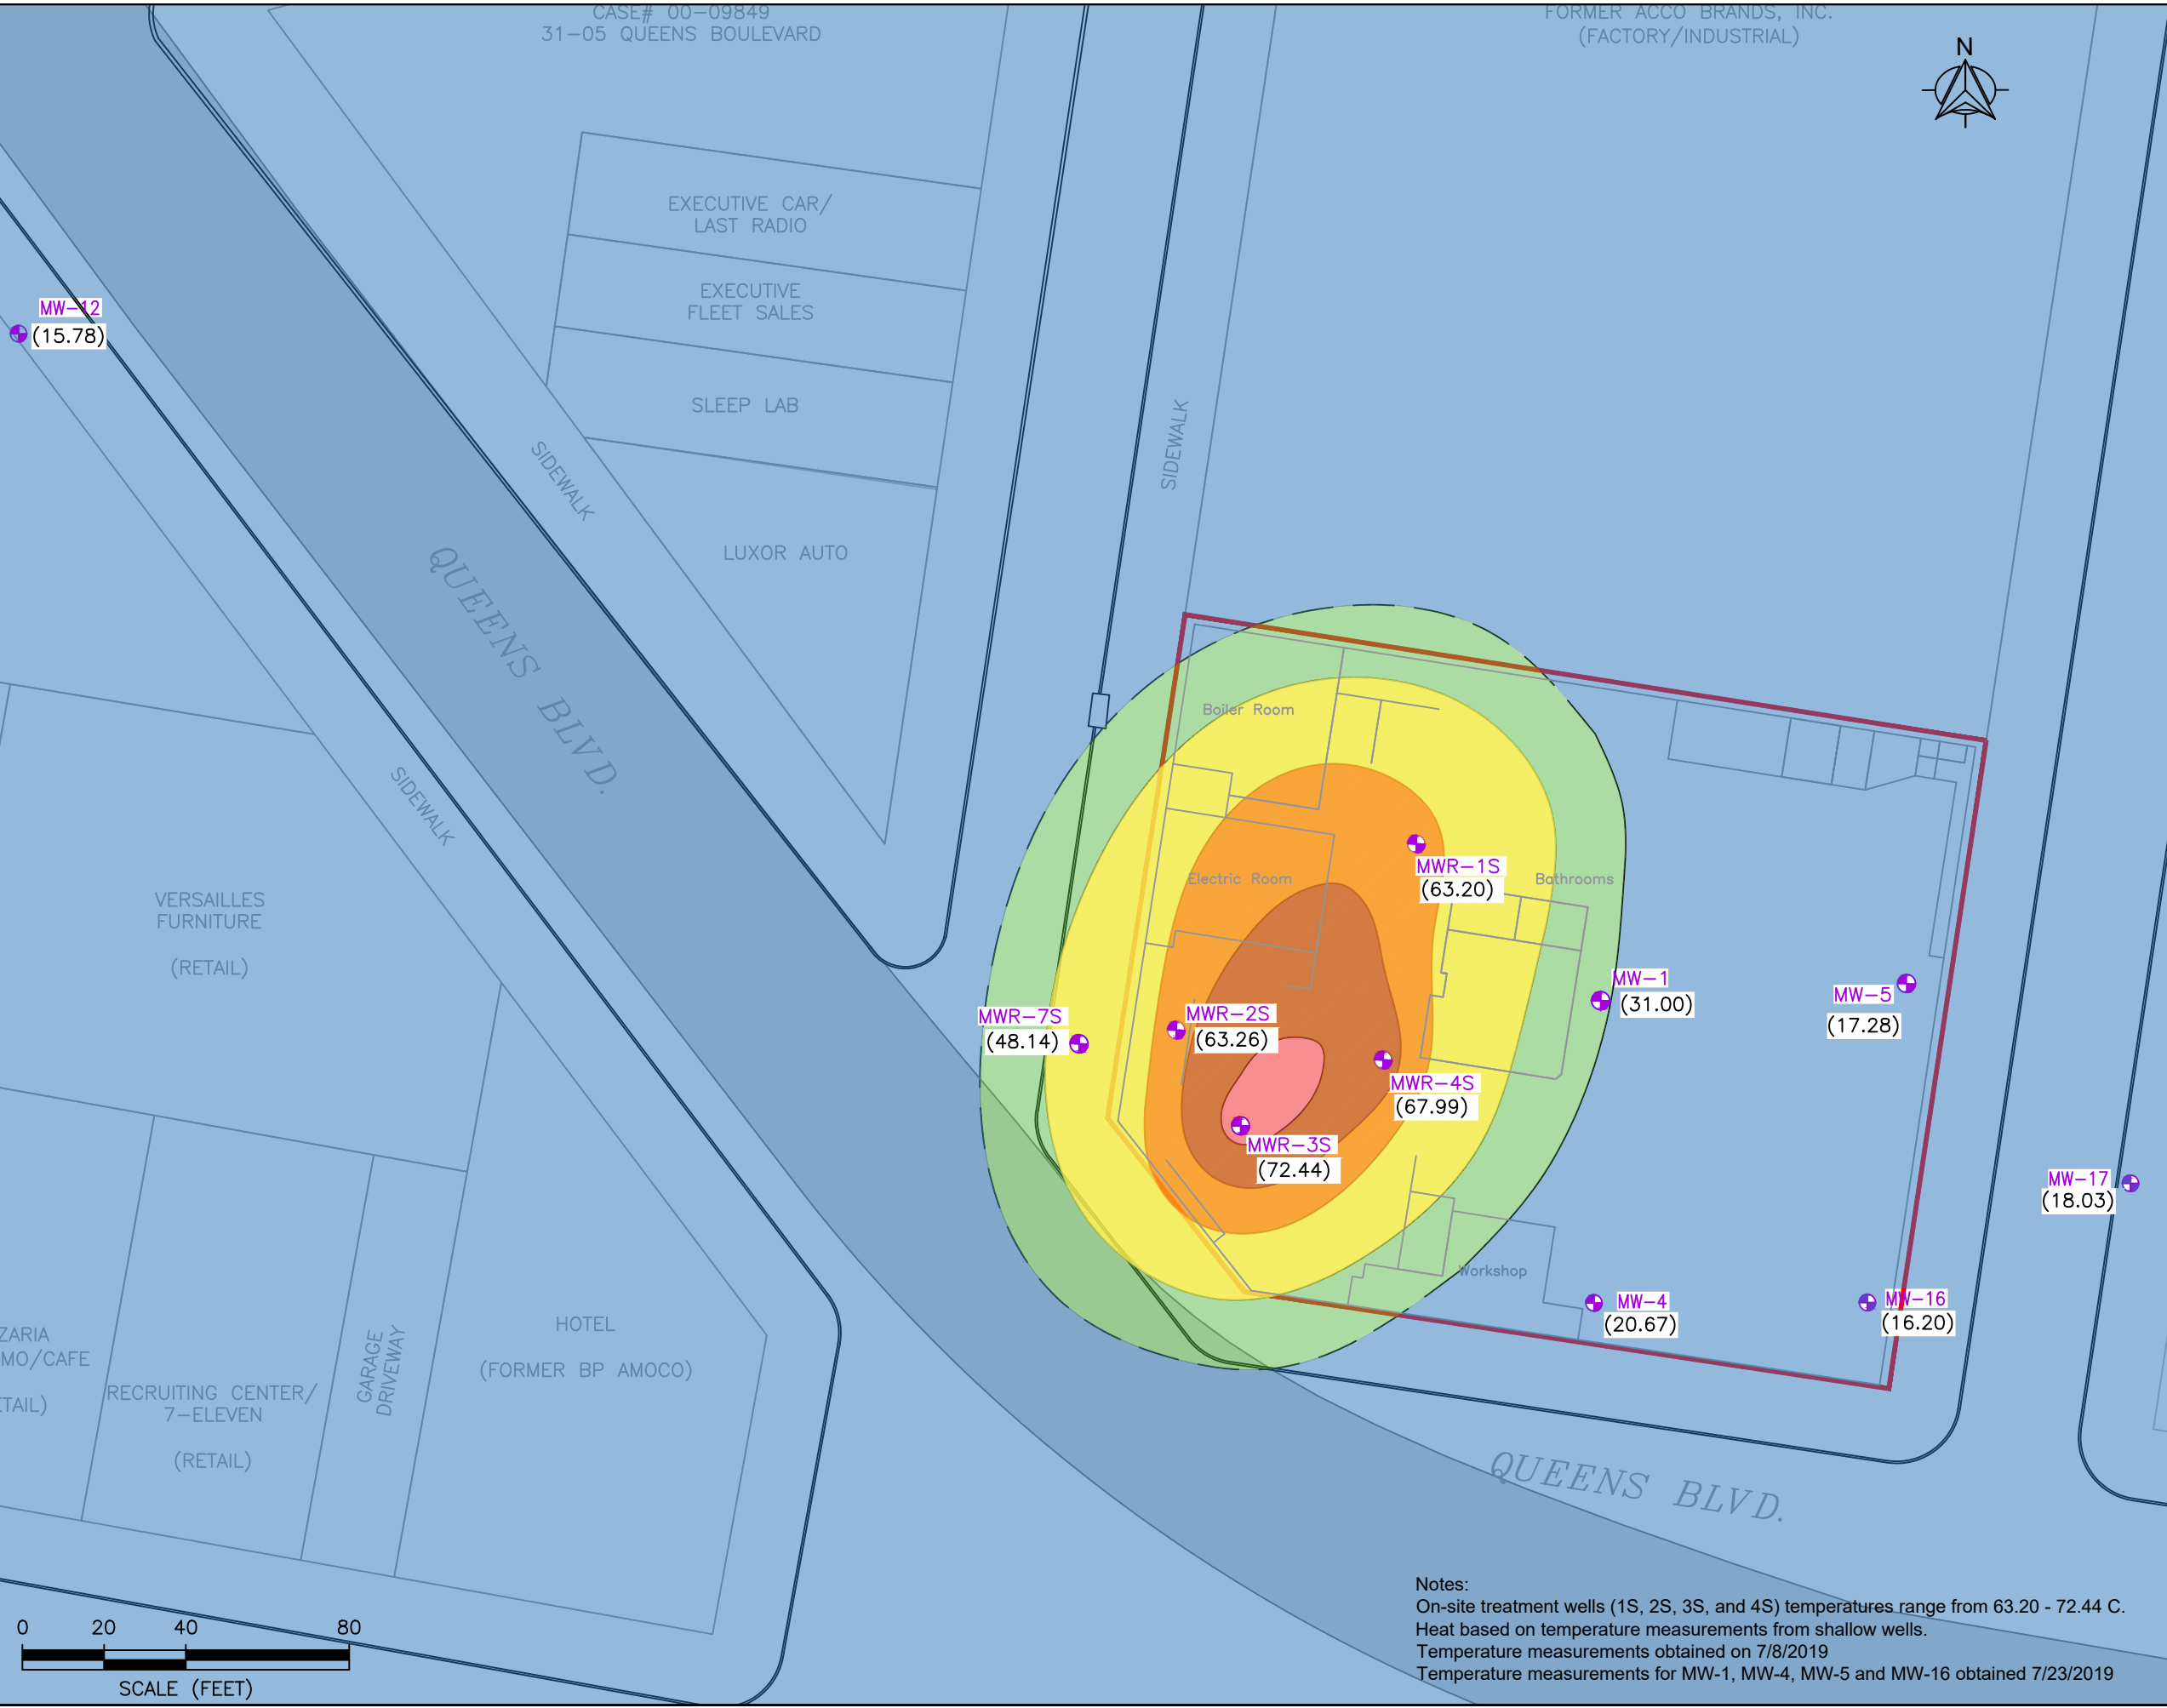 CASE# 00-09849
31-05 QUEENS BOULEVARD
FORMER ACCO BRANDS, INC.
(FACTORY/INDUSTRIAL)
N
EXECUTIVE CAR/
LAST RADIO
EXECUTIVE
FLEET SALES
SLEEP LAB
LUXOR AUTO
MW-12
(15.78)
SIDEWALK
SIDEWALK
QUEENS BLVD.
SIDEWALK
VERSAILLES
FURNITURE
(RETAIL)
Boiler Room
Electric Room
Bathrooms
MWR-1S
(63.20)
MW-1
(31.00)
MW-5
(17.28)
MWR-7S
(48.14)
MWR-2S
(63.26)
MWR-4S
(67.99)
MWR-3S
(72.44)
MW-17
(18.03)
Workshop
MW-4
(20.67)
MW-16
(16.20)
HOTEL
(FORMER BP AMOCO)
ZARIA
MO/CAFE
TAIL)
RECRUITING CENTER/
7-ELEVEN
(RETAIL)
GARAGE
DRIVEWAY
QUEENS BLVD.
0 20 40 80
SCALE (FEET)
Notes:
On-site treatment wells (1S, 2S, 3S, and 4S) temperatures range from 63.20 - 72.44 C.
Heat based on temperature measurements from shallow wells.
Temperature measurements obtained on 7/8/2019
Temperature measurements for MW-1, MW-4, MW-5 and MW-16 obtained 7/23/2019